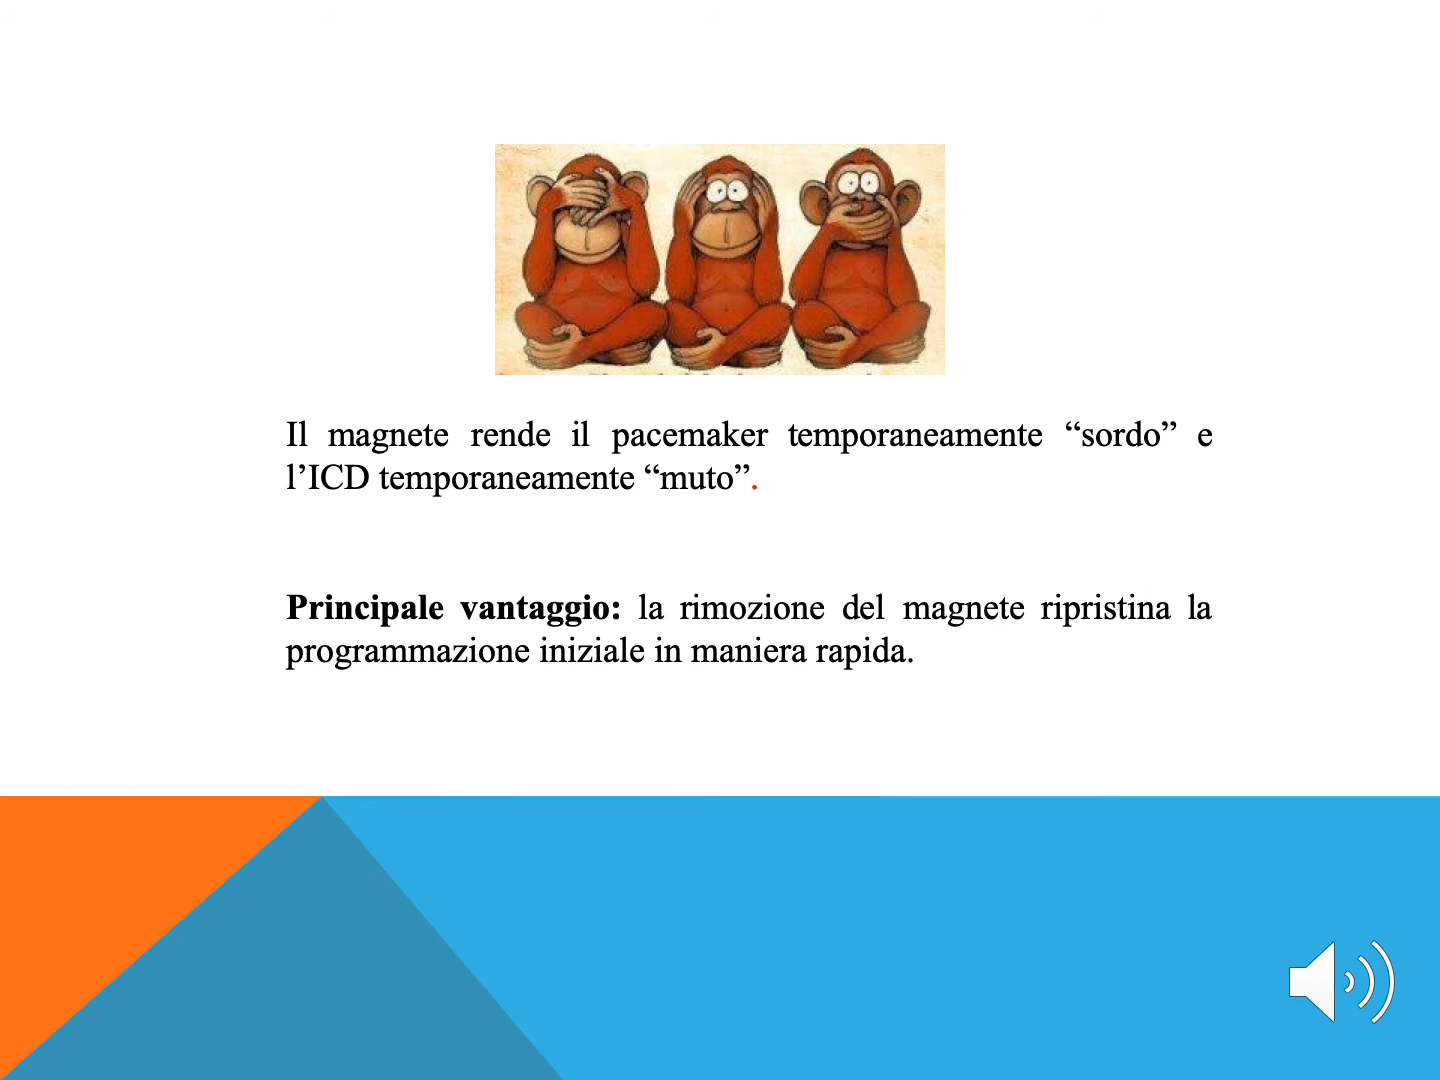 Il magnete rende il pacemaker temporaneamente “sordo” e
l’ICD temporaneamente “muto”.
Principale vantaggio: la rimozione del magnete ripristina la
programmazione iniziale in maniera rapida.